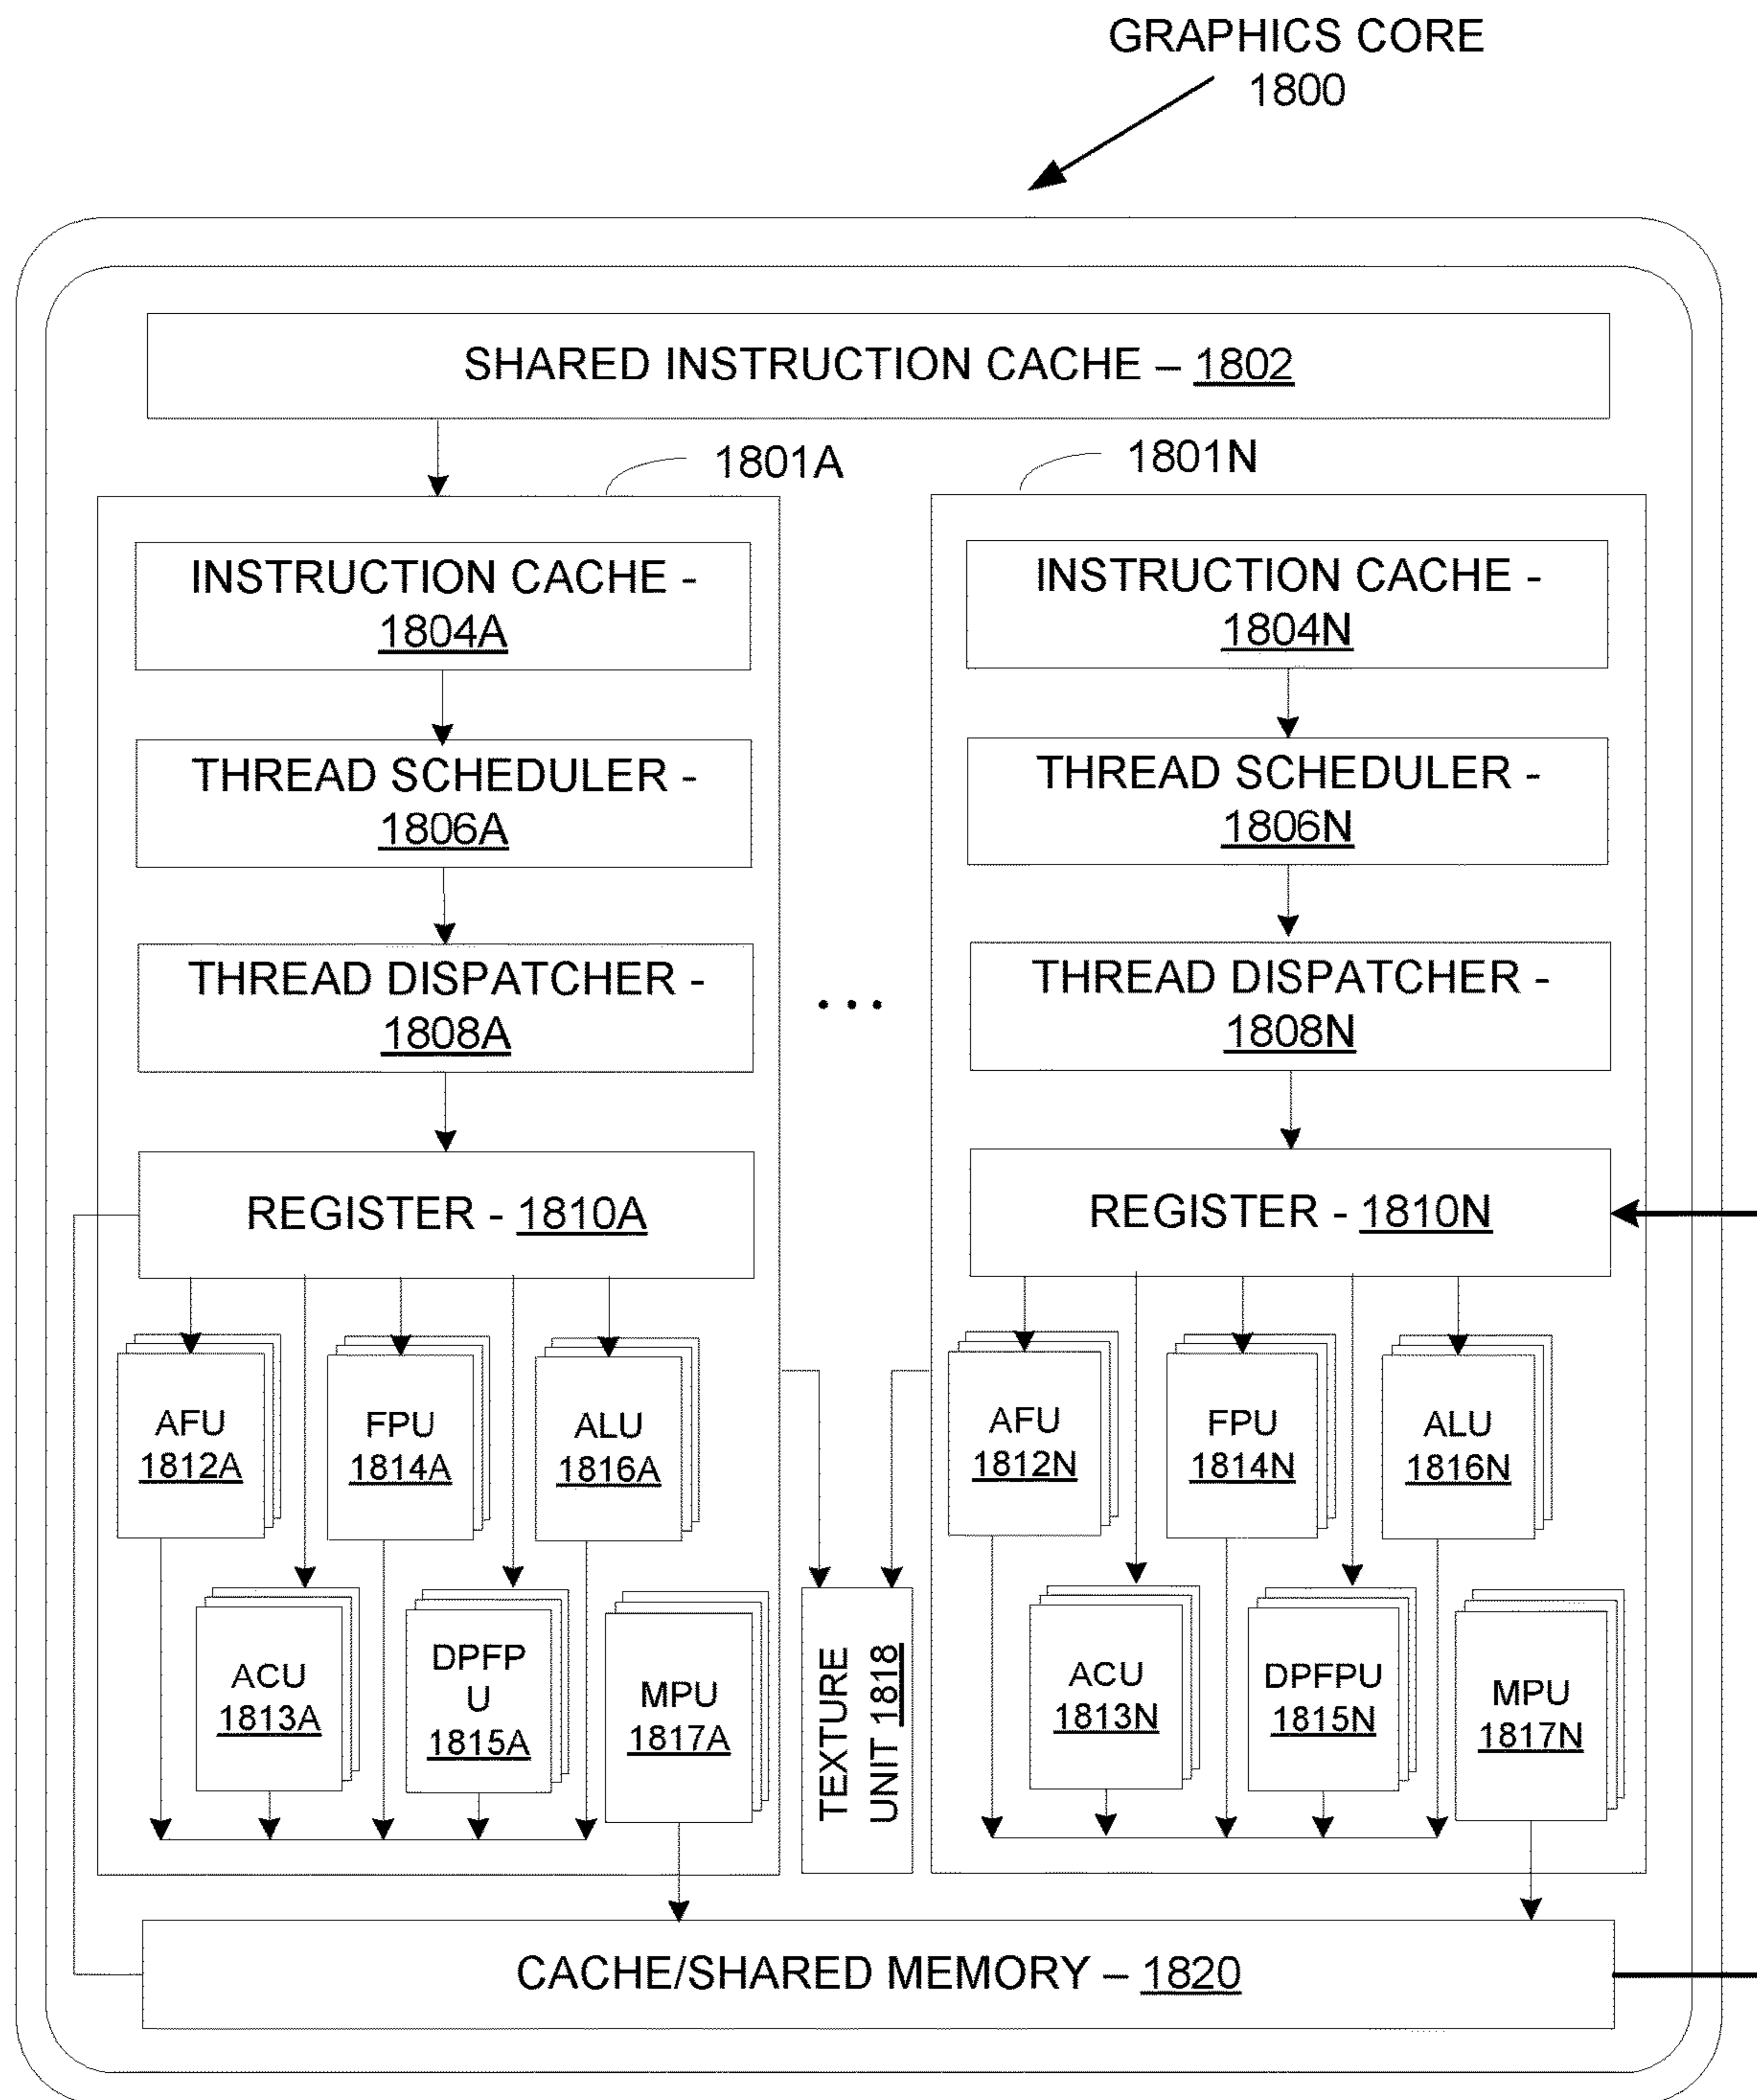 GRAPHICS CORE
1800
SHARED INSTRUCTION CACHE – 1802
1801A
1801N
INSTRUCTION CACHE -
1804A
THREAD SCHEDULER -
1806A
THREAD DISPATCHER -
1808A
REGISTER - 1810A
AFU
1812A
FPU
1814A
ALU
1816A
ACU
1813A
DPFP
U
1815A
MPU
1817A
...
TEXTURE
UNIT 1818
INSTRUCTION CACHE -
1804N
THREAD SCHEDULER -
1806N
THREAD DISPATCHER -
1808N
REGISTER - 1810N
AFU
1812N
FPU
1814N
ALU
1816N
ACU
1813N
DPFPU
1815N
MPU
1817N
CACHE/SHARED MEMORY – 1820